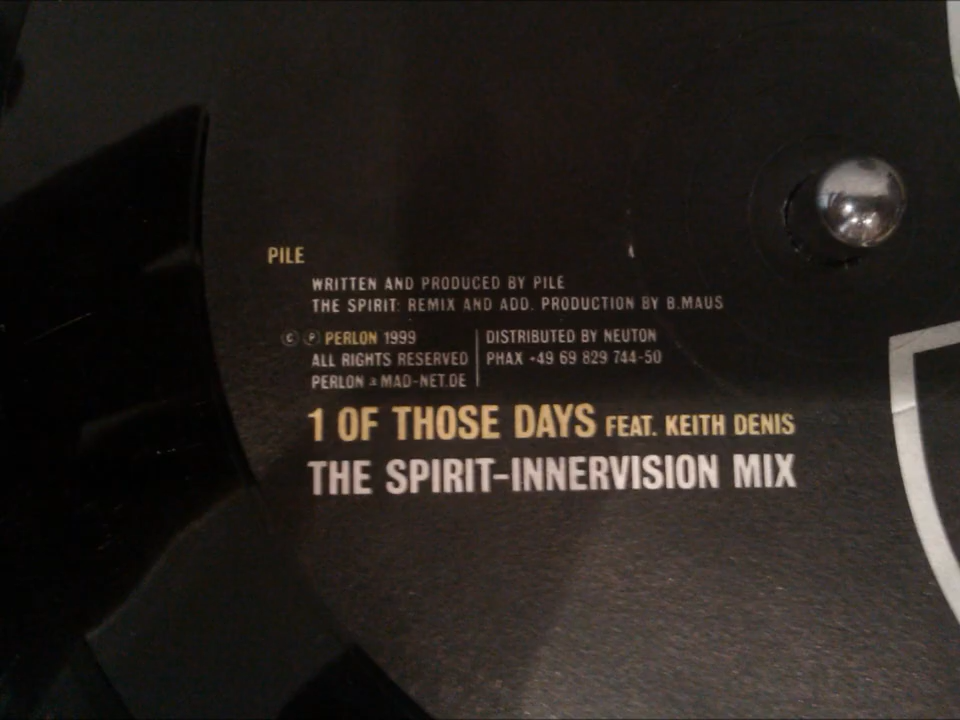 PILE
WRITTEN AND PRODUCED BY PILE
THE SPIRIT: REMIX AND ADD. PRODUCTION BY B.MAUS
© ℗ PERLON 1999
ALL RIGHTS RESERVED
PERLON a MAD-NET.DE
DISTRIBUTED BY NEUTON
PHAX +49 69 829 744-50
1 OF THOSE DAYS FEAT. KEITH DENIS
THE SPIRIT-INNERVISION MIX